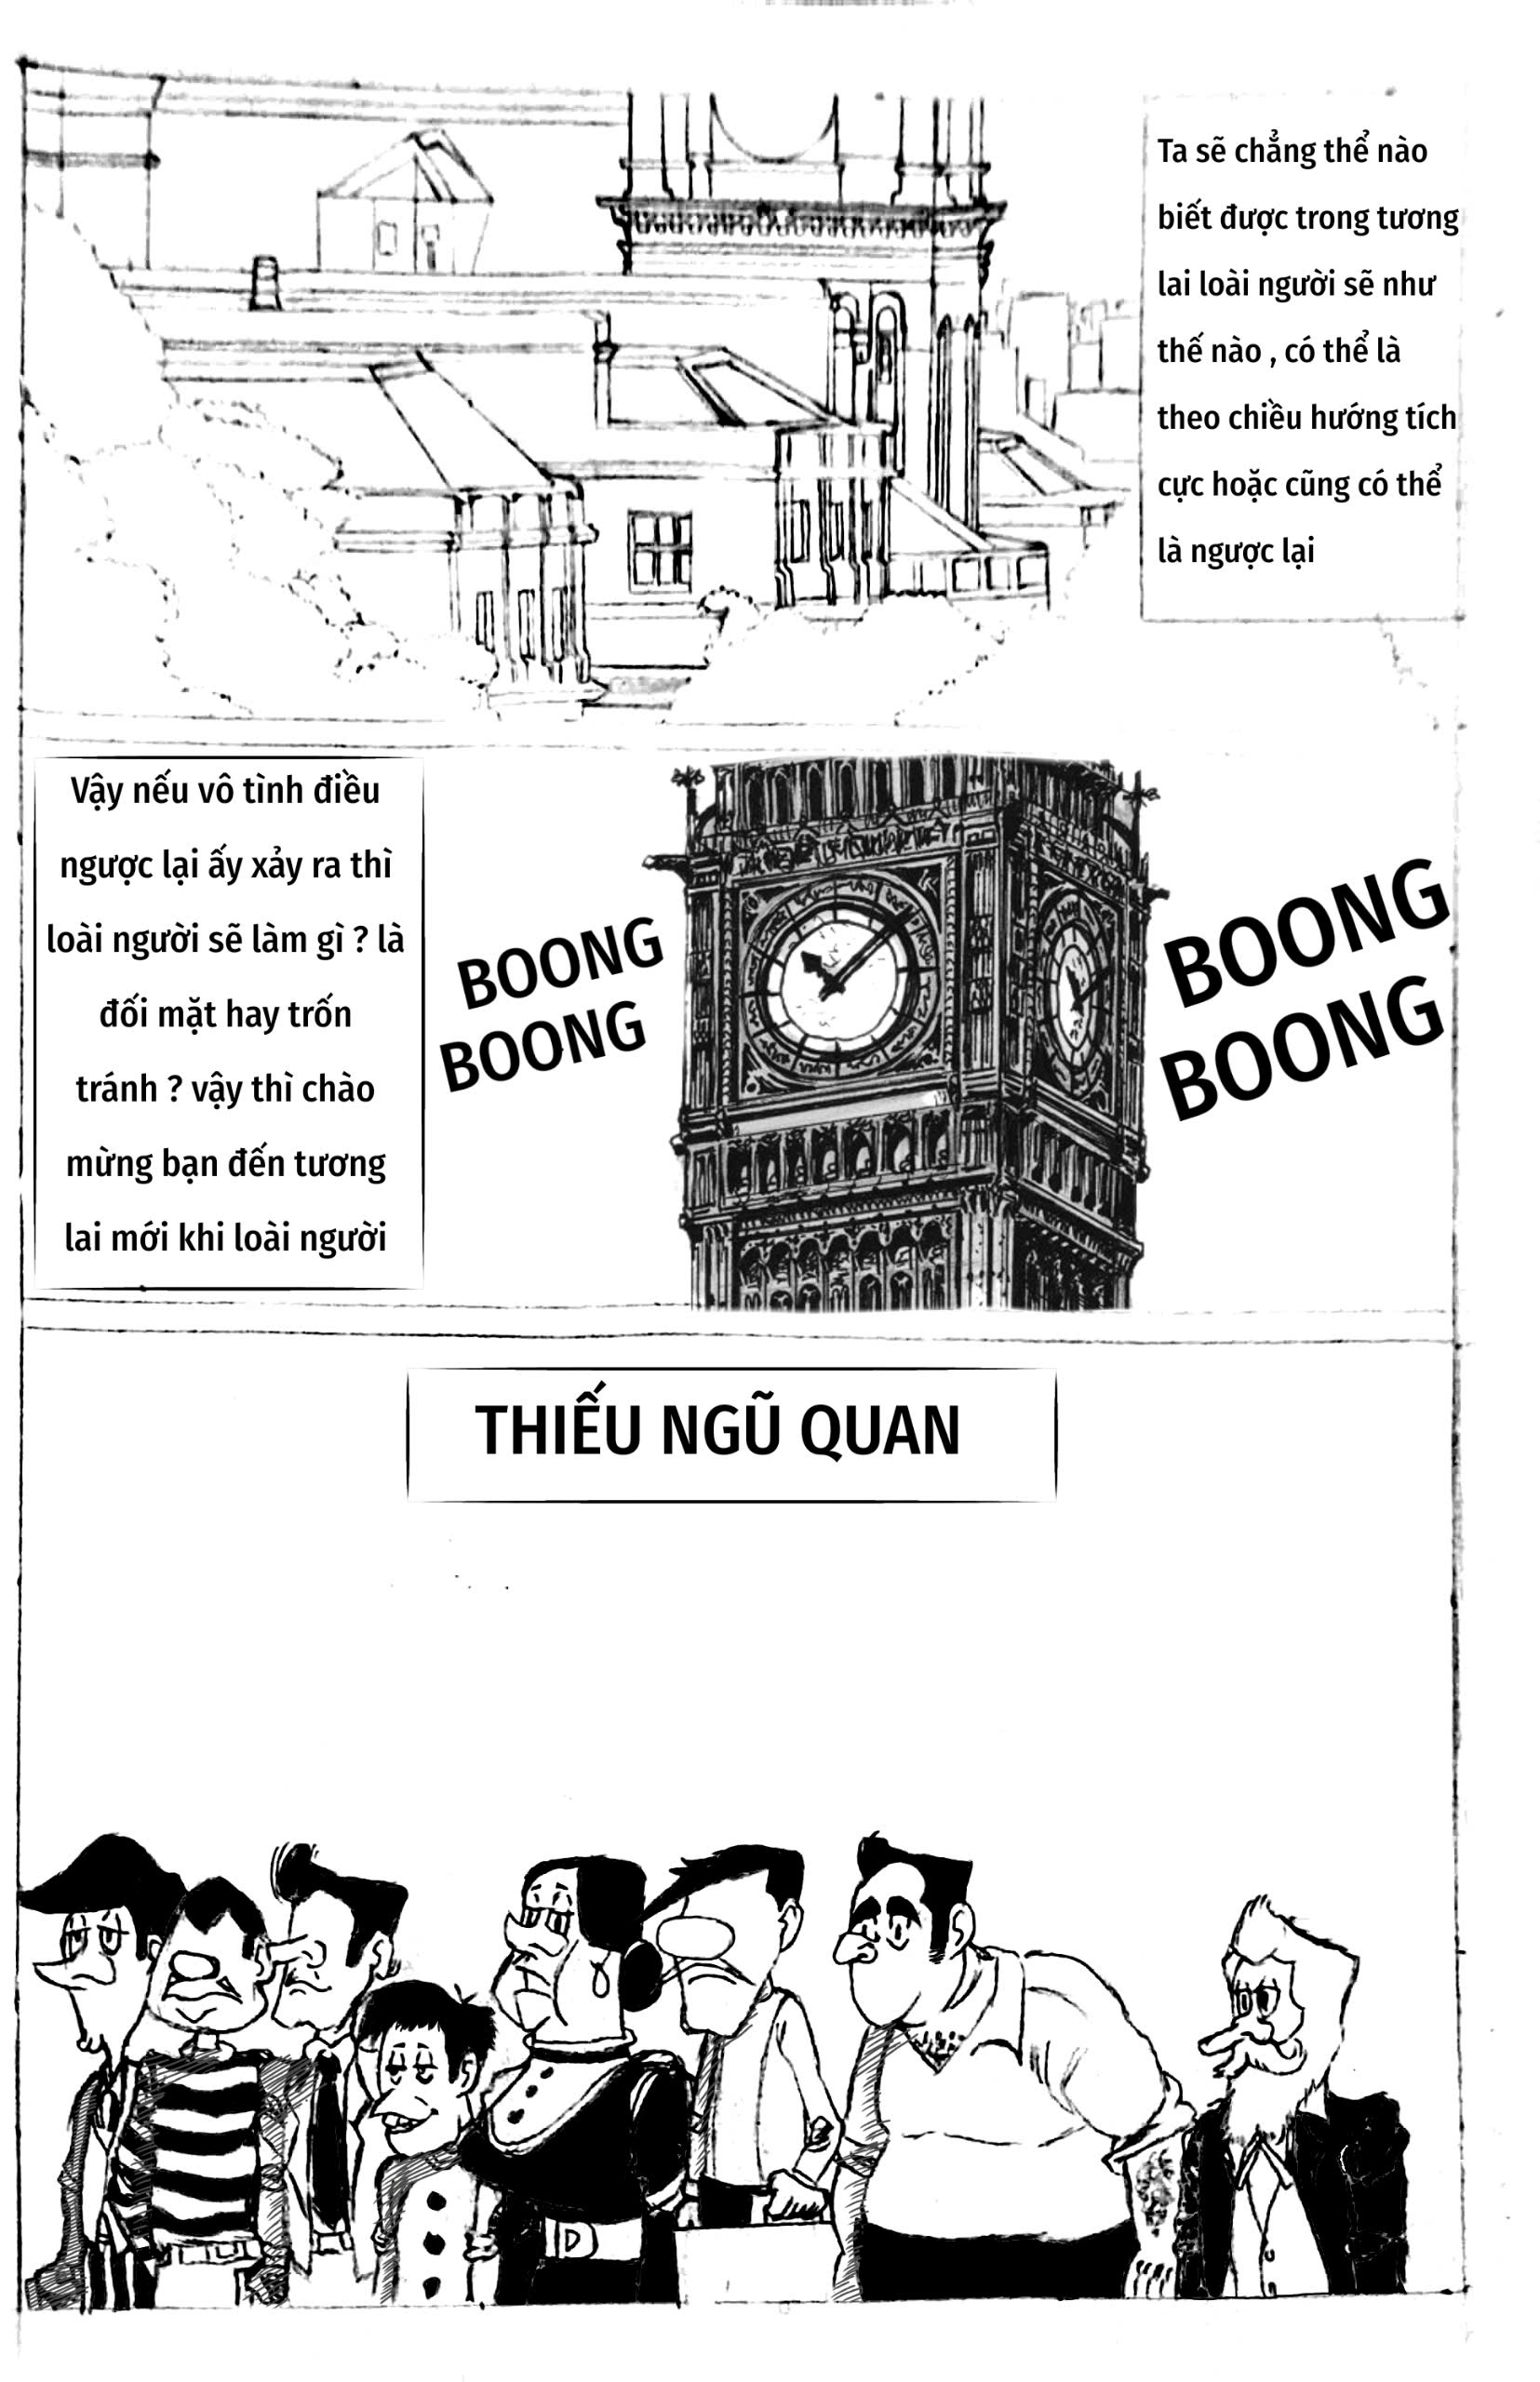 Ta sẽ chẳng thể nào
biết được trong tương
lai loài người sẽ như
thế nào , có thể là
theo chiều hướng tích
cực hoặc cũng có thể
là ngược lại
Vậy nếu vô tình điều
ngược lại ấy xảy ra thì
loài người sẽ làm gì ? là
đối mặt hay trốn
tránh ? vậy thì chào
mừng bạn đến tương
lai mới khi loài người
BOONG
BOONG
BOONG
BOONG
THIẾU NGŨ QUAN
D